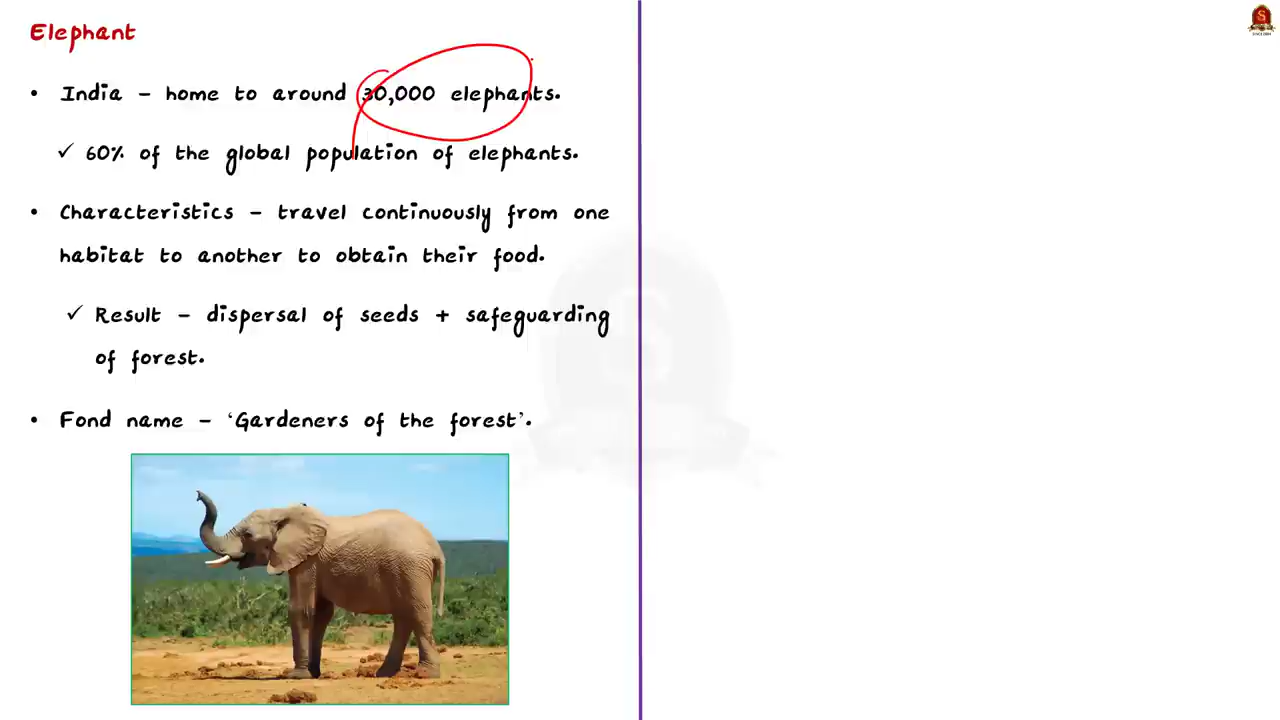 Elephant
• India - home to around 30,000 elephants.
✓ 60% of the global population of elephants.
• Characteristics - travel continuously from one
habitat to another to obtain their food.
✓ Result - dispersal of seeds + safeguarding
of forest.
• Fond name - ‘Gardeners of the forest’.